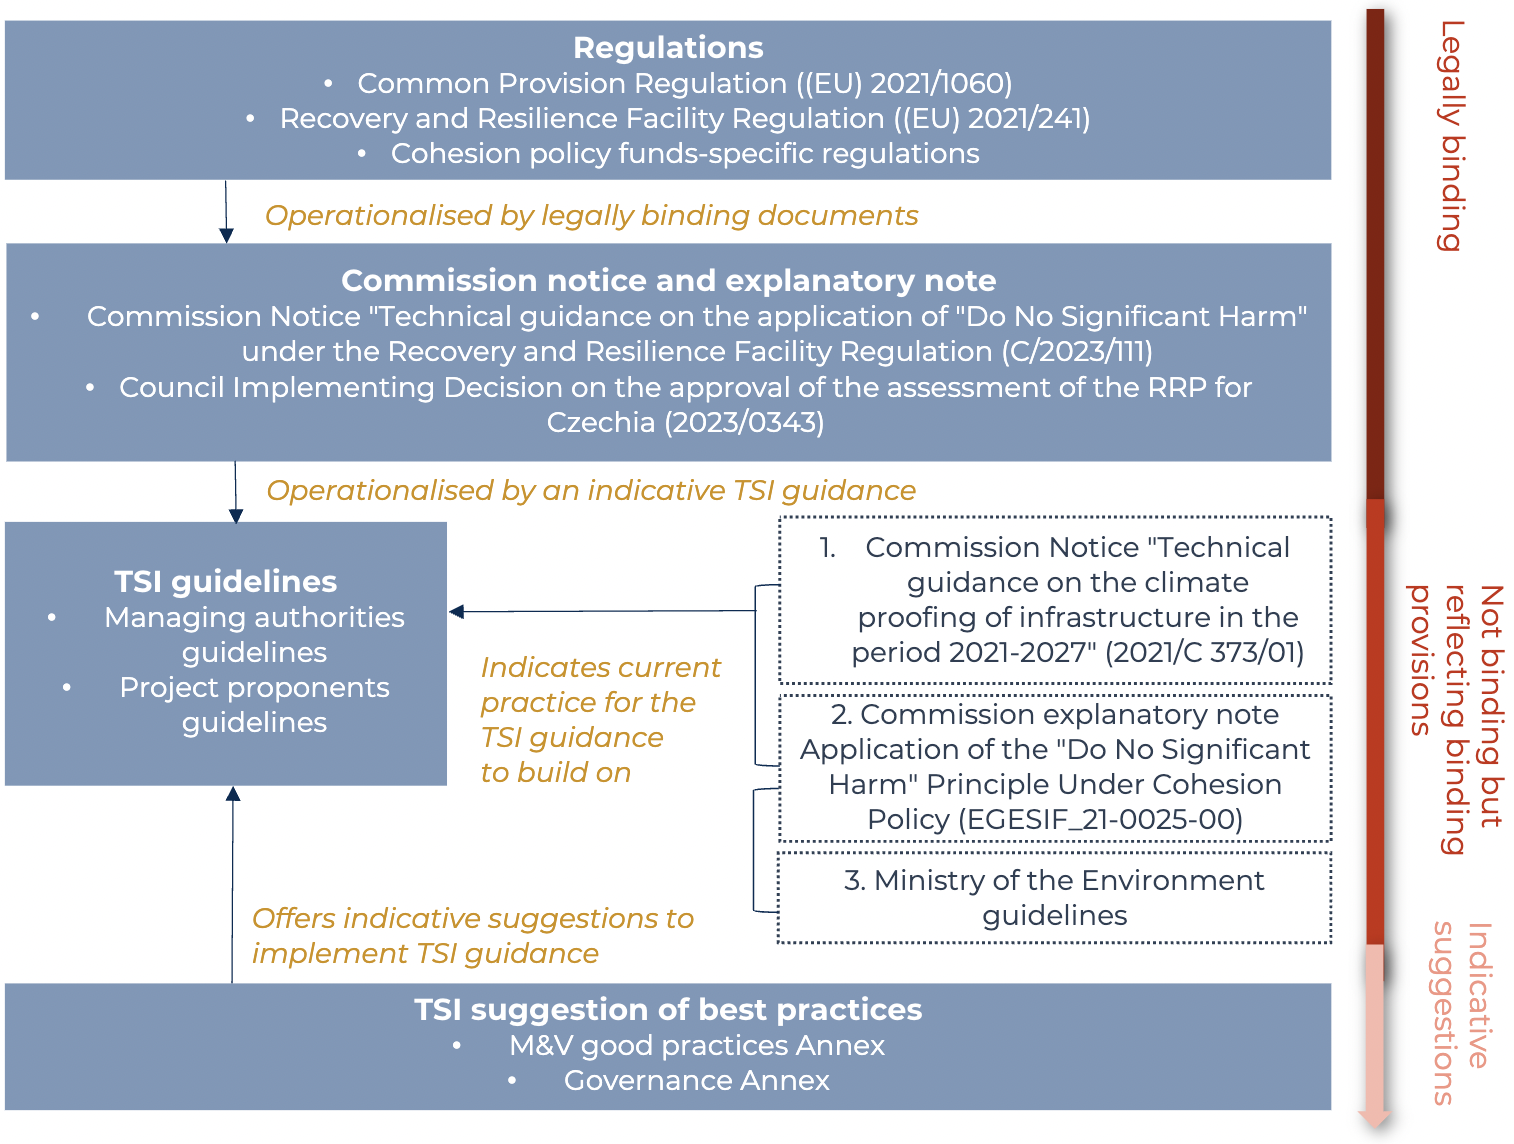 Regulations
• Common Provision Regulation ((EU) 2021/1060)
• Recovery and Resilience Facility Regulation ((EU) 2021/241)
• Cohesion policy funds-specific regulations
Operationalised by legally binding documents
Commission notice and explanatory note
• Commission Notice "Technical guidance on the application of "Do No Significant Harm"
under the Recovery and Resilience Facility Regulation (C/2023/111)
• Council Implementing Decision on the approval of the assessment of the RRP for
Czechia (2023/0343)
Operationalised by an indicative TSI guidance
TSI guidelines
• Managing authorities
guidelines
• Project proponents
guidelines
Indicates current
practice for the
TSI guidance
to build on
1. Commission Notice "Technical
guidance on the climate
proofing of infrastructure in the
period 2021-2027" (2021/C 373/01)
2. Commission explanatory note
Application of the "Do No Significant
Harm" Principle Under Cohesion
Policy (EGESIF_21-0025-00)
3. Ministry of the Environment
guidelines
Offers indicative suggestions to
implement TSI guidance
TSI suggestion of best practices
• M&V good practices Annex
• Governance Annex
Legally binding
Not binding but
reflecting binding
provisions
Indicative
suggestions